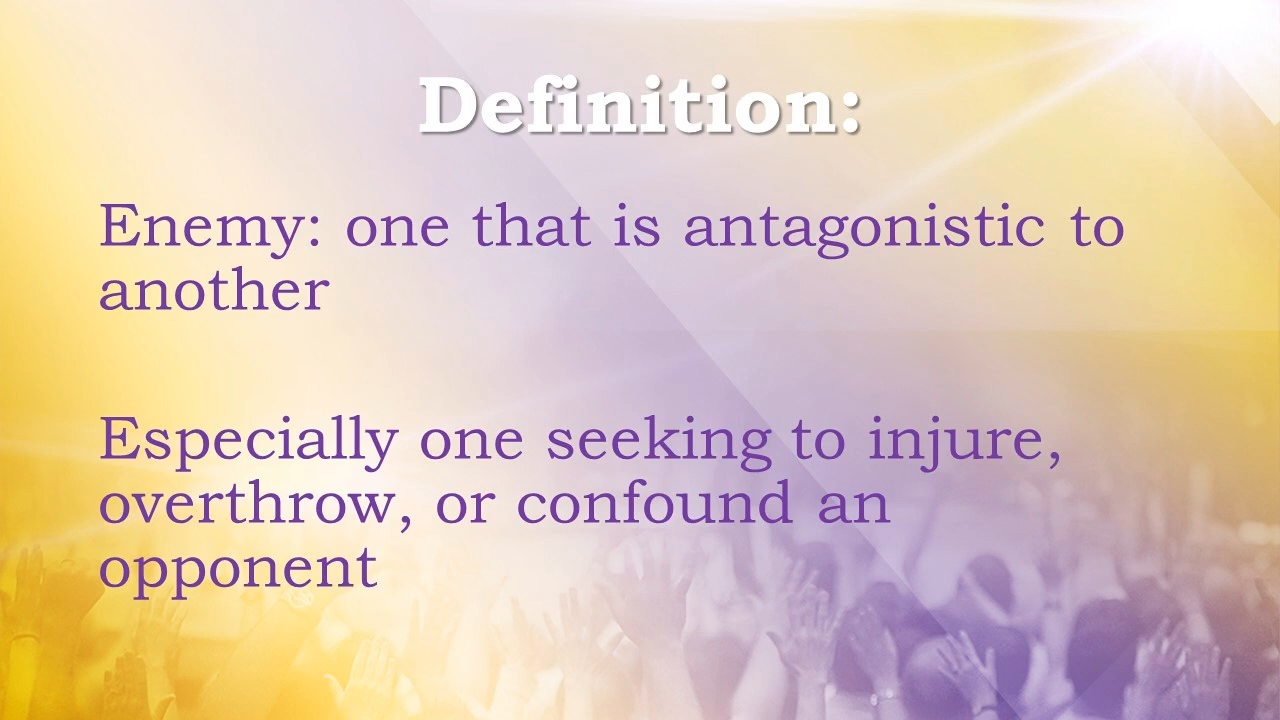 Definition:
Enemy: one that is antagonistic to
another
Especially one seeking to injure,
overthrow, or confound an
opponent